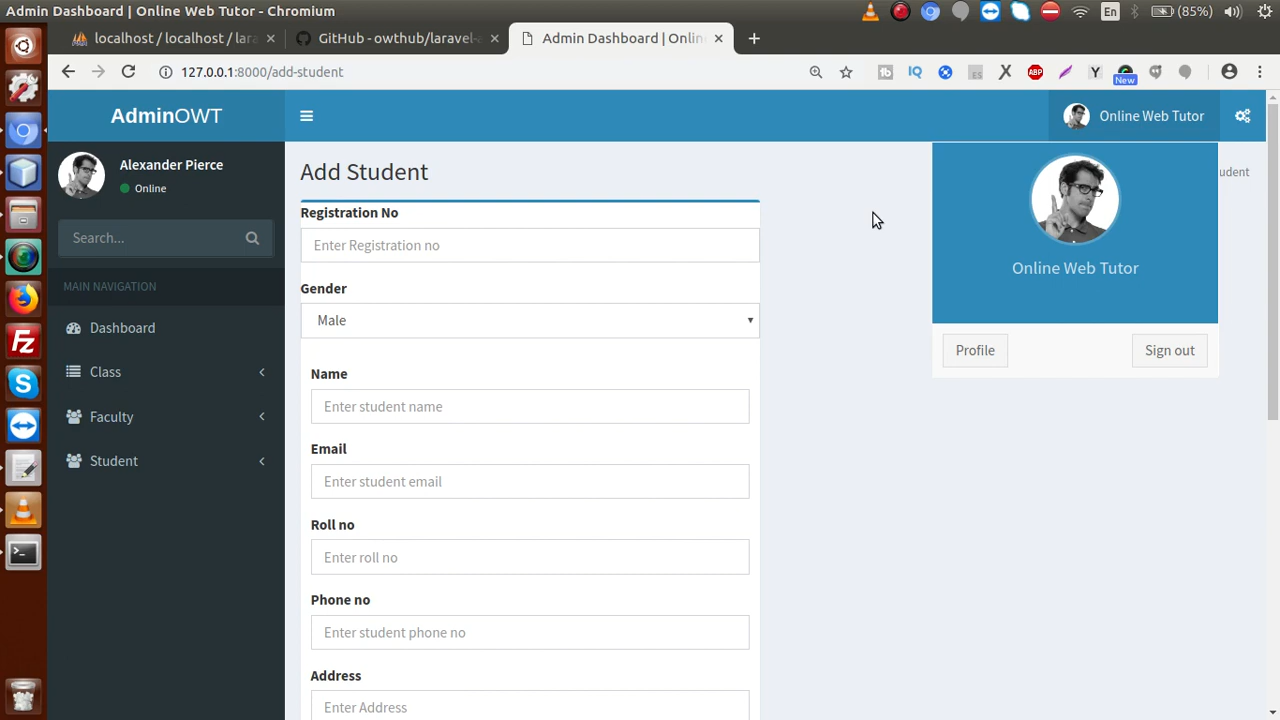 Admin Dashboard | Online Web Tutor - Chromium
En
(85%)
localhost / localhost / lara
GitHub - owthub/laravel-a
Admin Dashboard | Onlin
127.0.0.1:8000/add-student
IQ
ABP
Y
New
AdminOWT
Online Web Tutor
Alexander Pierce
Online
Search...
MAIN NAVIGATION
Dashboard
Class
Faculty
Student
Add Student
udent
Registration No
Enter Registration no
Gender
Male
Name
Enter student name
Email
Enter student email
Roll no
Enter roll no
Phone no
Enter student phone no
Address
Enter Address
Online Web Tutor
Profile
Sign out